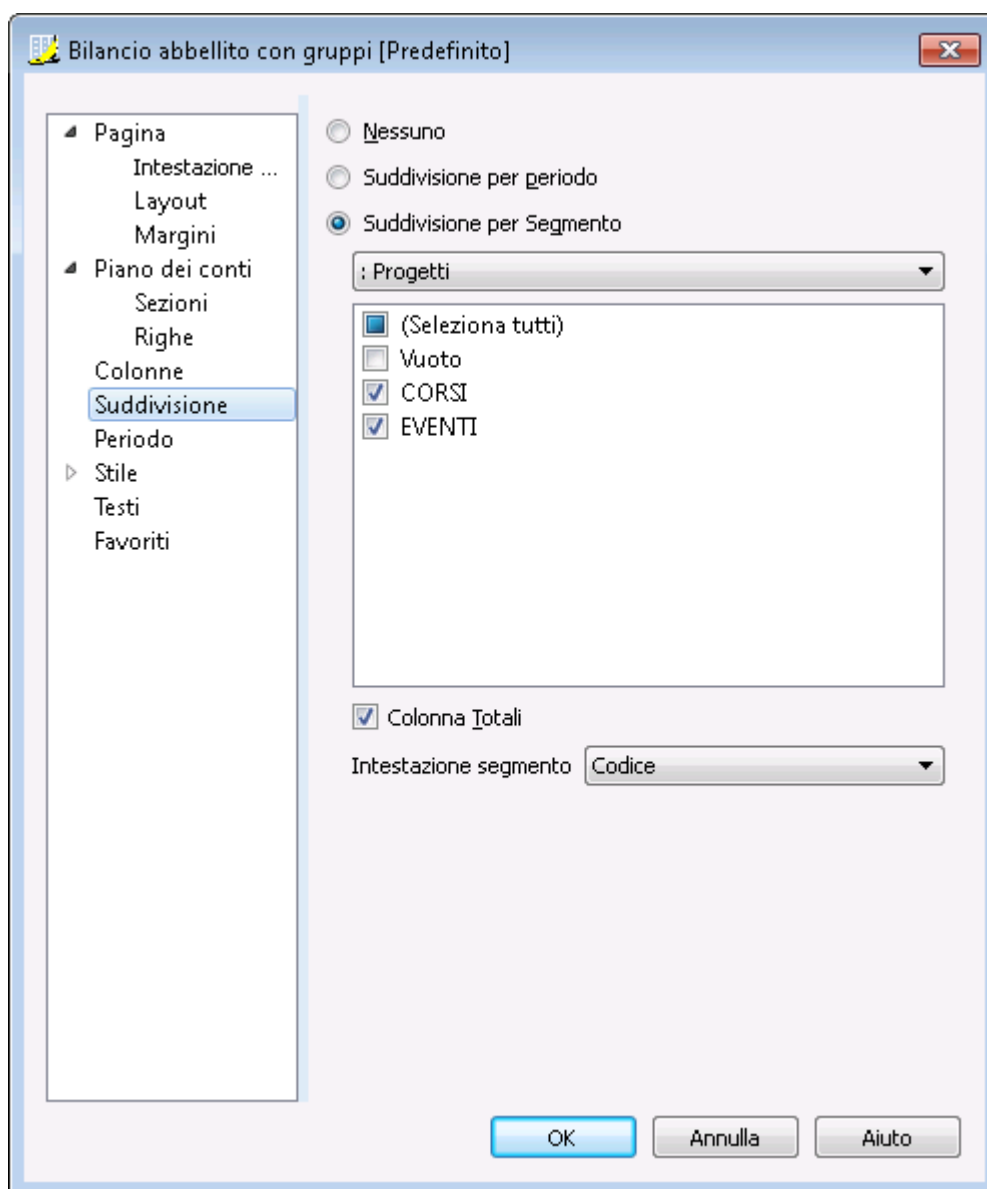 Bilancio abbellito con gruppi [Predefinito]
Pagina
Intestazione ...
Layout
Margini
Piano dei conti
Sezioni
Righe
Colonne
Suddivisione
Periodo
Stile
Testi
Favoriti
Nessuno
Suddivisione per periodo
Suddivisione per Segmento
: Progetti
(Seleziona tutti)
Vuoto
CORSI
EVENTI
Colonna Totali
Intestazione segmento Codice
OK Annulla Aiuto